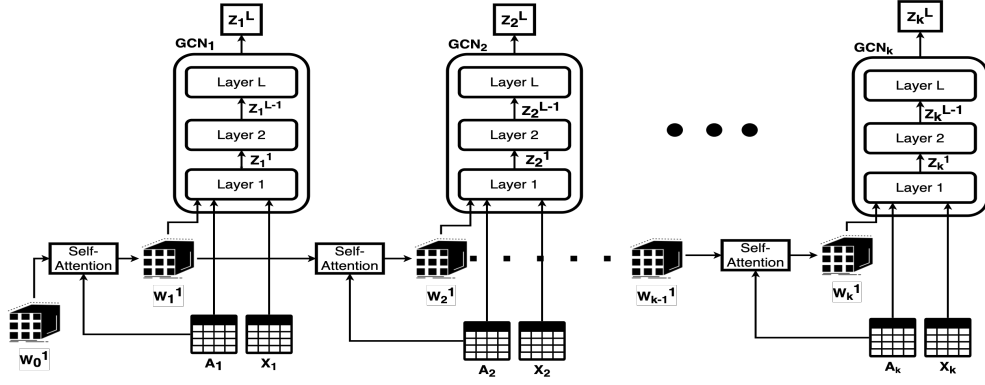 Z₁ᴸ
GCN₁
Layer L
Z₁ᴸ⁻¹
Layer 2
Z₁¹
Layer 1
Z₂ᴸ
GCN₂
Layer L
Z₂ᴸ⁻¹
Layer 2
Z₂¹
Layer 1
Zₖᴸ
GCNₖ
Layer L
Zₖᴸ⁻¹
Layer 2
Zₖ¹
Layer 1
Self-
Attention
W₀¹
W₁¹
A₁
X₁
Self-
Attention
W₂¹
A₂
X₂
Wₖ₋₁¹
Self-
Attention
Wₖ¹
Aₖ
Xₖ